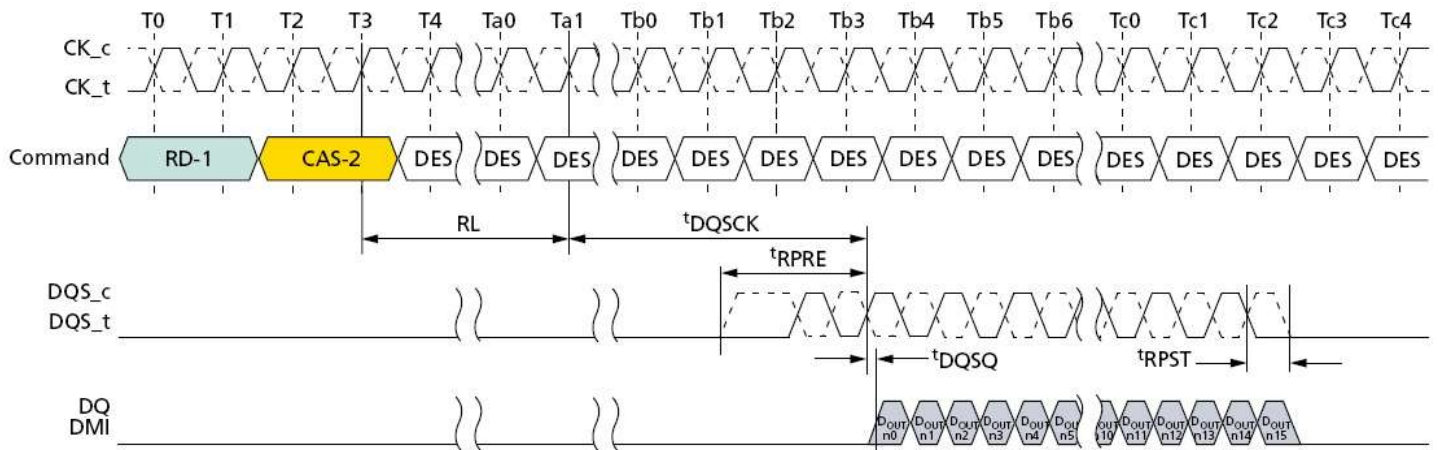 T0 T1 T2 T3 T4 Ta0 Ta1 Tb0 Tb1 Tb2 Tb3 Tb4 Tb5 Tb6 Tc0 Tc1 Tc2 Tc3 Tc4
CK_c
CK_t
Command RD-1 CAS-2 DES DES DES DES DES DES DES DES DES DES DES DES DES DES DES
RL tDQSCK
tRPRE
DQS_c
DQS_t
tDQSQ tRPST
DQ
DMI
DOUT n0 DOUT n1 DOUT n2 DOUT n3 DOUT n4 DOUT n5 DOUT n10 DOUT n11 DOUT n12 DOUT n13 DOUT n14 DOUT n15